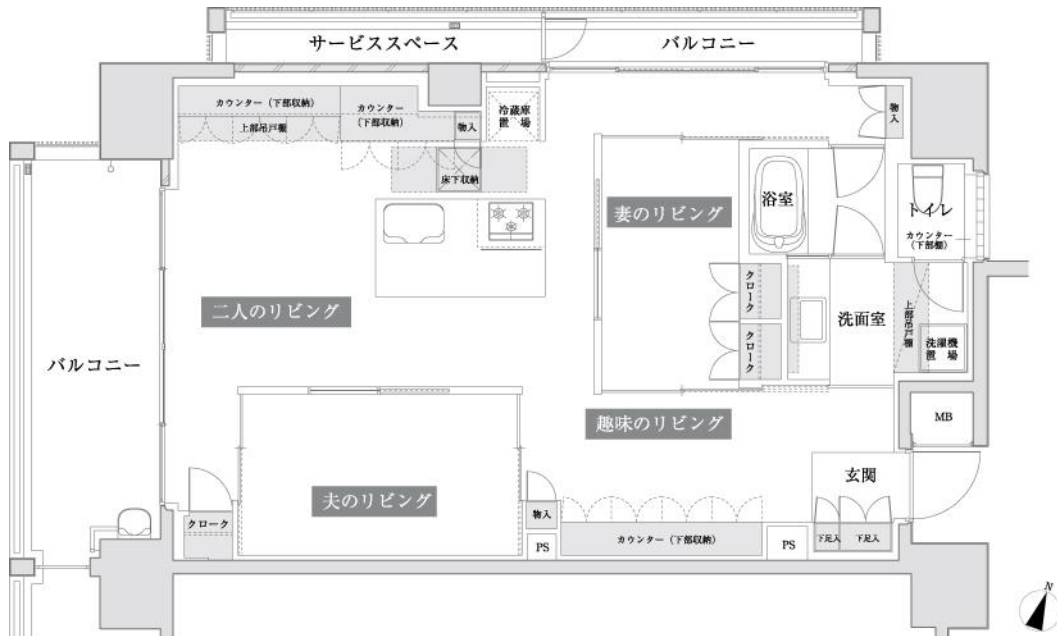 サービススペース
バルコニー
カウンター（下部収納）
カウンター
（下部収納）
上部吊戸棚
物入
冷蔵庫
置場
物入
床下収納
妻のリビング
浴室
トイレ
カウンター
（下部棚）
クローク
クローク
洗面室
上部吊戸棚
洗濯機
置場
二人のリビング
バルコニー
趣味のリビング
MB
玄関
夫のリビング
クローク
物入
PS
カウンター（下部収納）
PS
下足入
下足入
N